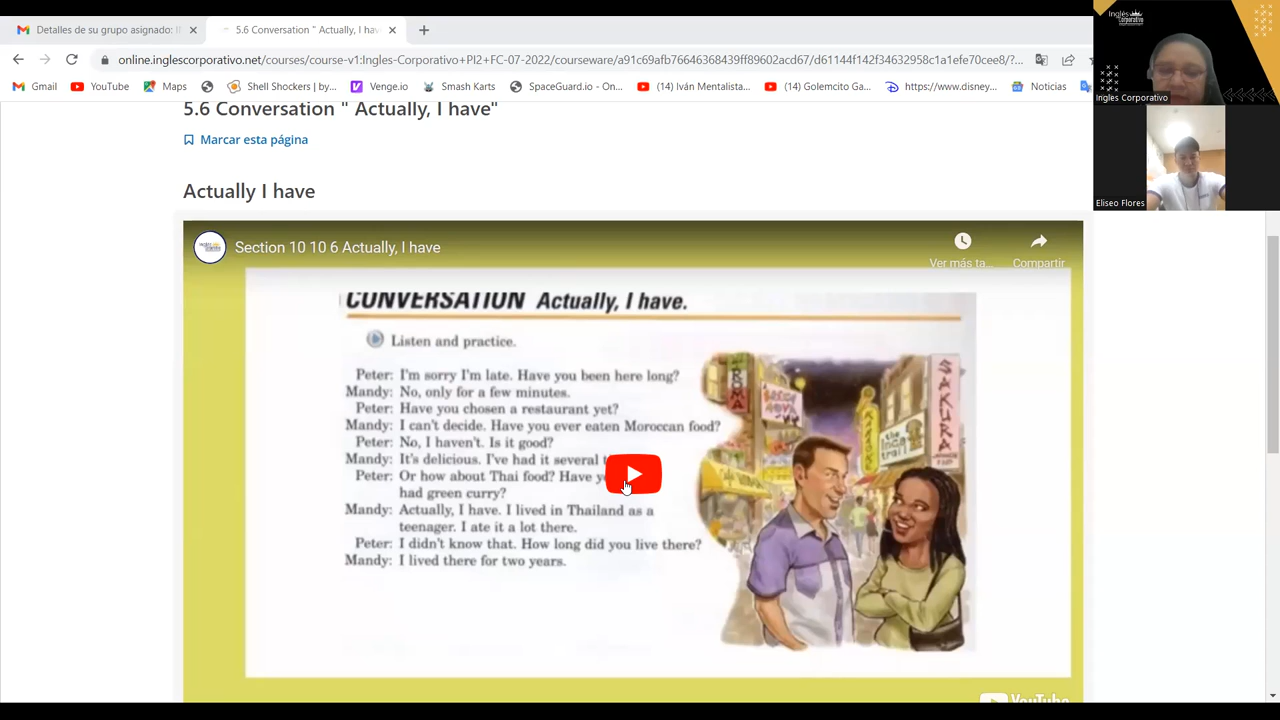 Detalles de su grupo asignado: I
5.6 Conversation " Actually, I hav
online.inglescorporativo.net/courses/course-v1:Ingles-Corporativo+PI2+FC-07-2022/courseware/a91c69afb76646368439ff89602acd67/d61144f142f34632958c1a1efe70cee8/?...
Gmail
YouTube
Maps
Shell Shockers | by...
Venge.io
Smash Karts
SpaceGuard.io - On...
(14) Iván Mentalista...
(14) Golemcito Ga...
https://www.disney...
Noticias
Inglés
Corporativo
Ingles Corporativo
Eliseo Flores
5.6 Conversation " Actually, I have"
Marcar esta página
Actually I have
Section 10 10 6 Actually, I have
Ver más ta...
Compartir
CONVERSATION Actually, I have.
Listen and practice.
Peter: I'm sorry I'm late. Have you been here long?
Mandy: No, only for a few minutes.
Peter: Have you chosen a restaurant yet?
Mandy: I can't decide. Have you ever eaten Moroccan food?
Peter: No, I haven't. Is it good?
Mandy: It's delicious. I've had it several
Peter: Or how about Thai food? Have
had green curry?
Mandy: Actually, I have. I lived in Thailand as a
teenager. I ate it a lot there.
Peter: I didn't know that. How long did you live there?
Mandy: I lived there for two years.
ROMA
KARAOKE
the inca trail
SAKURA
YouTube